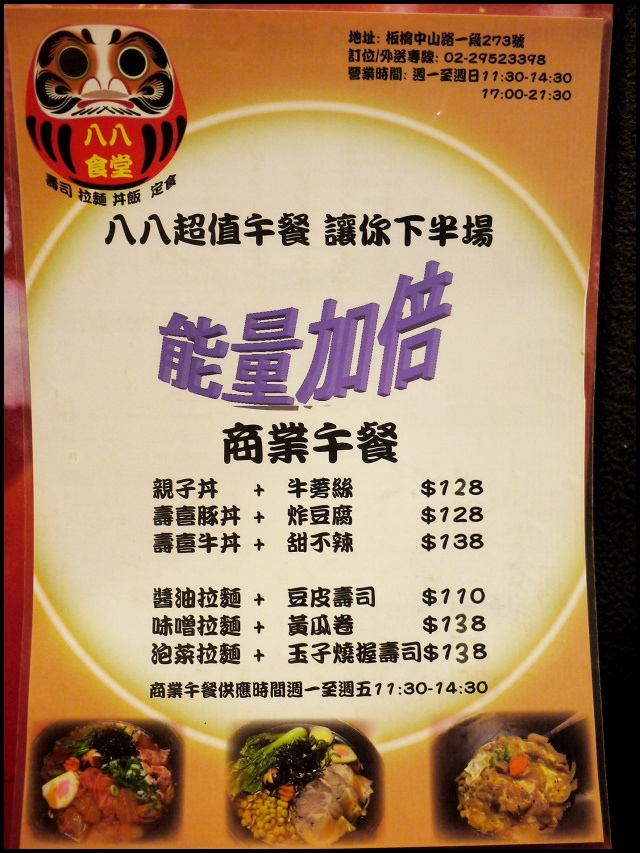 八八
食堂
壽司 拉麵 丼飯 定食
地址: 板橋中山路一段273號
訂位/外送專線: 02-29523398
營業時間: 週一至週日11:30-14:30
17:00-21:30
八八超值午餐 讓你下半場
能量加倍
商業午餐
親子丼 + 牛蒡絲 $128
壽喜豚丼 + 炸豆腐 $128
壽喜牛丼 + 甜不辣 $138
醬油拉麵 + 豆皮壽司 $110
味噌拉麵 + 黃瓜卷 $138
泡菜拉麵 + 玉子燒握壽司$138
商業午餐供應時間週一至週五11:30-14:30